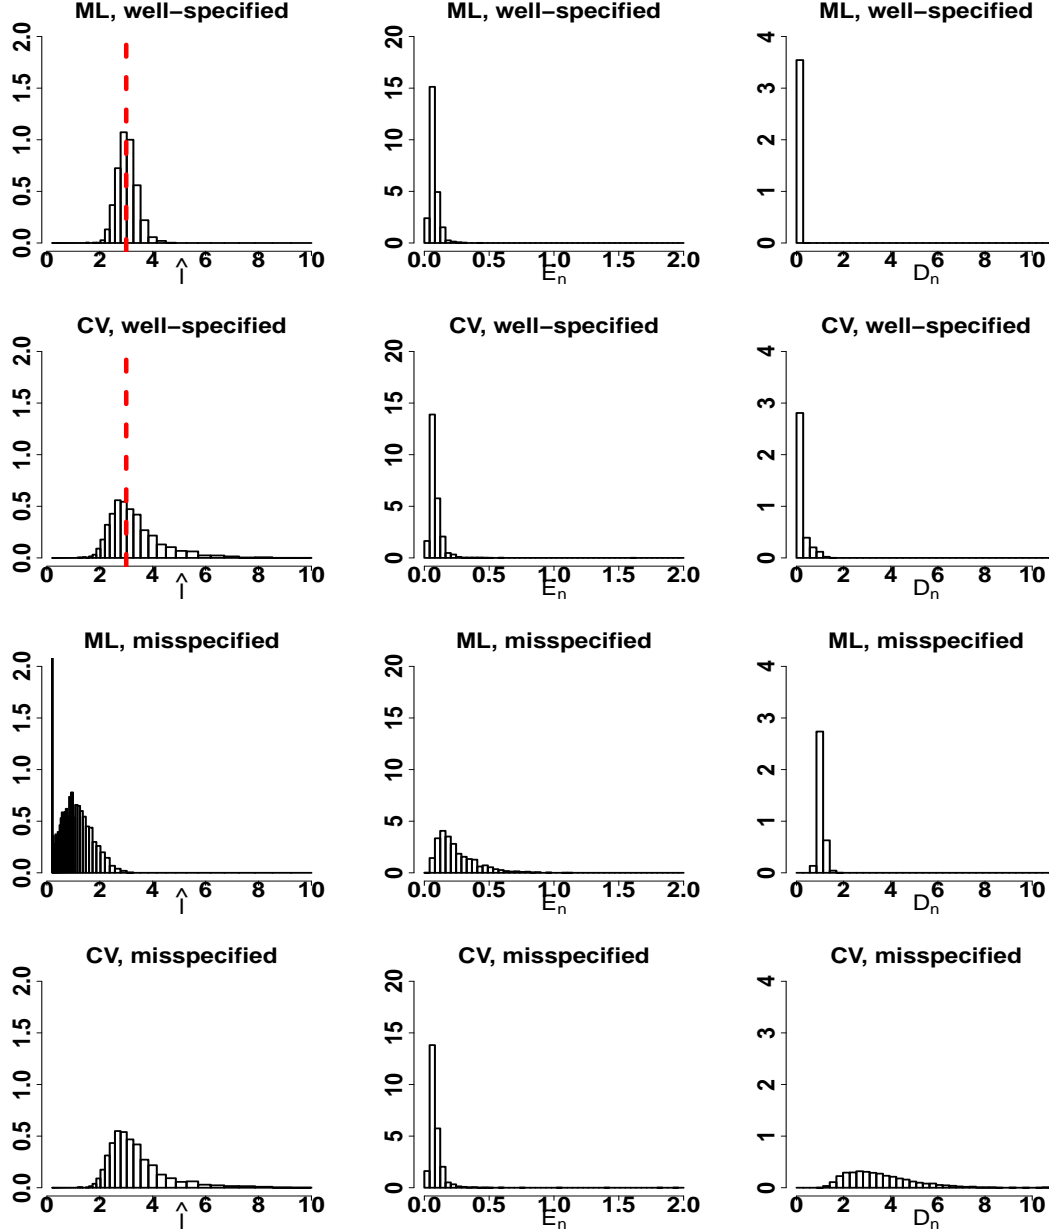 ML, well−specified ML, well−specified ML, well−specified
2.0 20 4
1.5 15 3
1.0 10 2
0.5 5 1
0.0 0 0
0 2 4 6 8 10 0.0 0.5 1.0 1.5 2.0 0 2 4 6 8 10
l̂ Eₙ Dₙ
CV, well−specified CV, well−specified CV, well−specified
2.0 20 4
1.5 15 3
1.0 10 2
0.5 5 1
0.0 0 0
0 2 4 6 8 10 0.0 0.5 1.0 1.5 2.0 0 2 4 6 8 10
l̂ Eₙ Dₙ
ML, misspecified ML, misspecified ML, misspecified
2.0 20 4
1.5 15 3
1.0 10 2
0.5 5 1
0.0 0 0
0 2 4 6 8 10 0.0 0.5 1.0 1.5 2.0 0 2 4 6 8 10
l̂ Eₙ Dₙ
CV, misspecified CV, misspecified CV, misspecified
2.0 20 4
1.5 15 3
1.0 10 2
0.5 5 1
0.0 0 0
0 2 4 6 8 10 0.0 0.5 1.0 1.5 2.0 0 2 4 6 8 10
l̂ Eₙ Dₙ